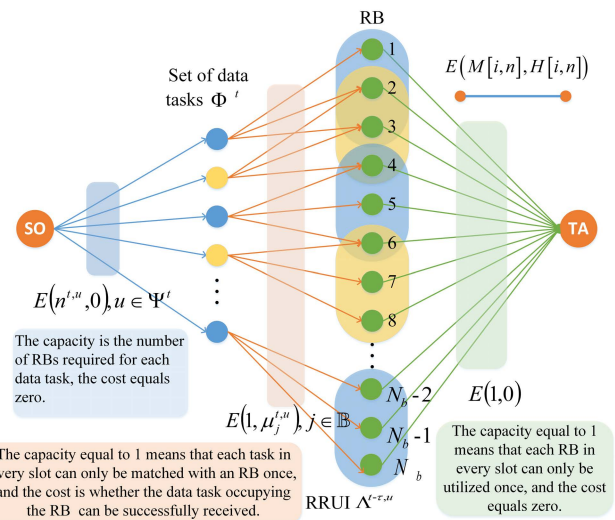 RB
1
E(M[i,n],H[i,n])
Set of data
tasks Φ^t
2
3
4
5
SO
6
TA
7
8
E(n^{t,u},0),u ∈ Ψ^t
The capacity is the number
of RBs required for each
data task, the cost equals
zero.
N_b-2
E(1,0)
E(1,μ_j^{t,u}),j ∈ 𝔹
N_b-1
N_b
The capacity equal to 1
means that each RB in
every slot can only be
utilized once, and the cost
equals zero.
The capacity equal to 1 means that each task in
very slot can only be matched with an RB once,
and the cost is whether the data task occupying
the RB can be successfully received.
RRUI Λ^{t-τ,u}